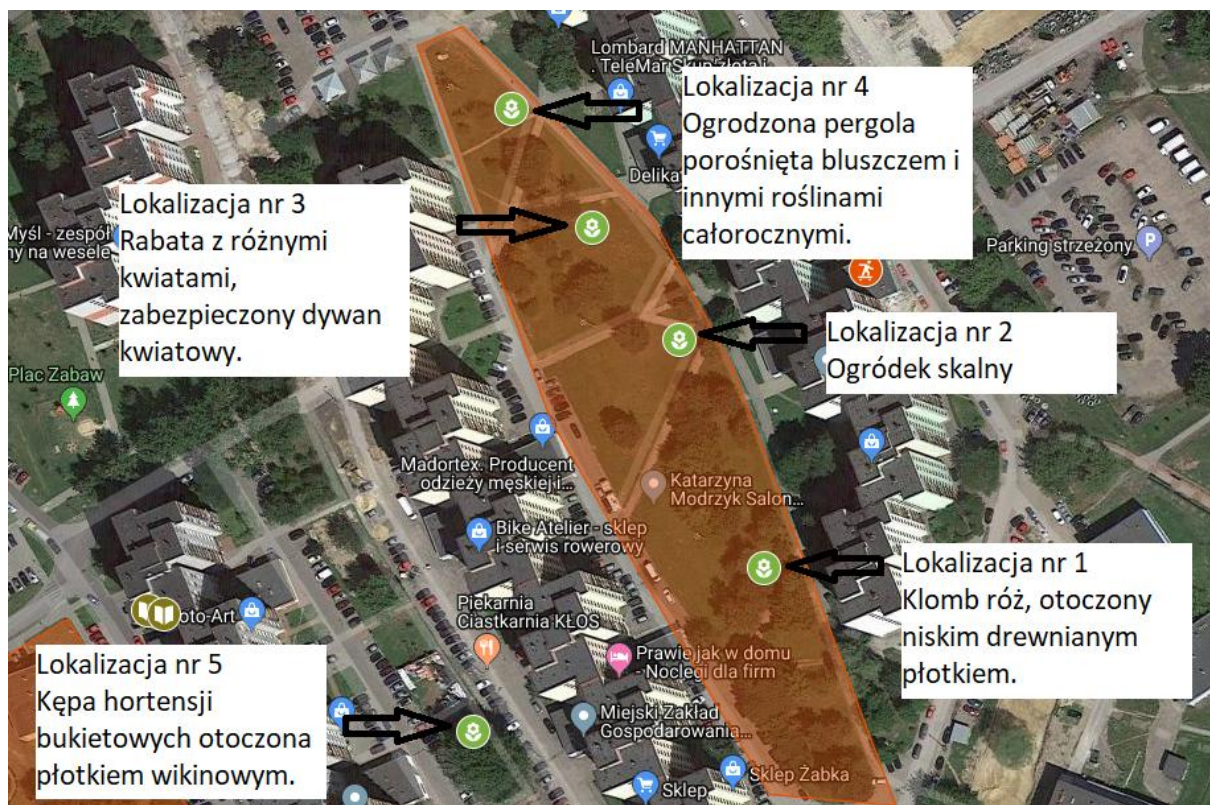 Lombard MANHATTAN
. TeleMar Skup złota i
Lokalizacja nr 4
Ogrodzona pergola
porośnięta bluszczem i
innymi roślinami
całorocznymi.
Delika
Lokalizacja nr 3
Rabata z różnymi
kwiatami,
zabezpieczony dywan
kwiatowy.
Myśl - zespół
ny na wesele
Parking strzeżony
P
Lokalizacja nr 2
Ogródek skalny
Plac Zabaw
Madortex. Producent
odzieży męskiej i...
Katarzyna
Modrzyk Salon...
Bike Atelier - sklep
i serwis rowerowy
Lokalizacja nr 1
Klomb róż, otoczony
niskim drewnianym
płotkiem.
Piekarnia
Ciastkarnia KŁOS
oto-Art
Prawie jak w domu
- Noclegi dla firm
Lokalizacja nr 5
Kępa hortensji
bukietowych otoczona
płotkiem wikinowym.
Miejski Zakład
Gospodarowania...
Sklep Żabka
Sklep